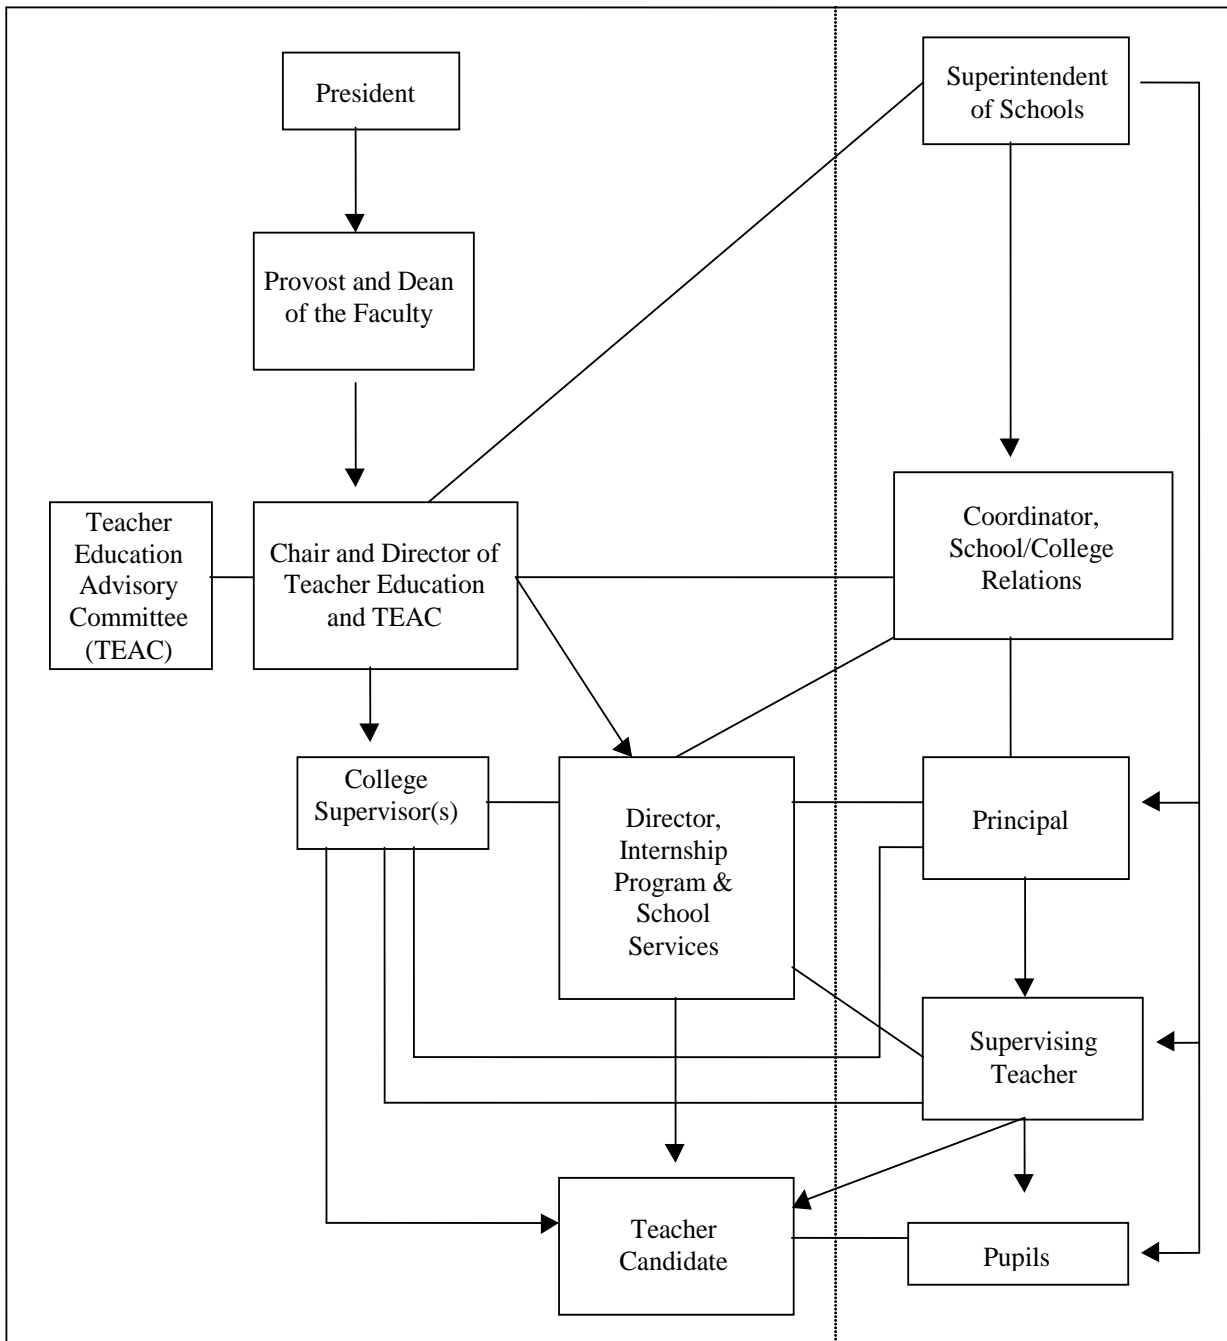 President
Superintendent
of Schools
Provost and Dean
of the Faculty
Teacher
Education
Advisory
Committee
(TEAC)
Chair and Director of
Teacher Education
and TEAC
Coordinator,
School/College
Relations
College
Supervisor(s)
Director,
Internship
Program &
School
Services
Principal
Supervising
Teacher
Teacher
Candidate
Pupils